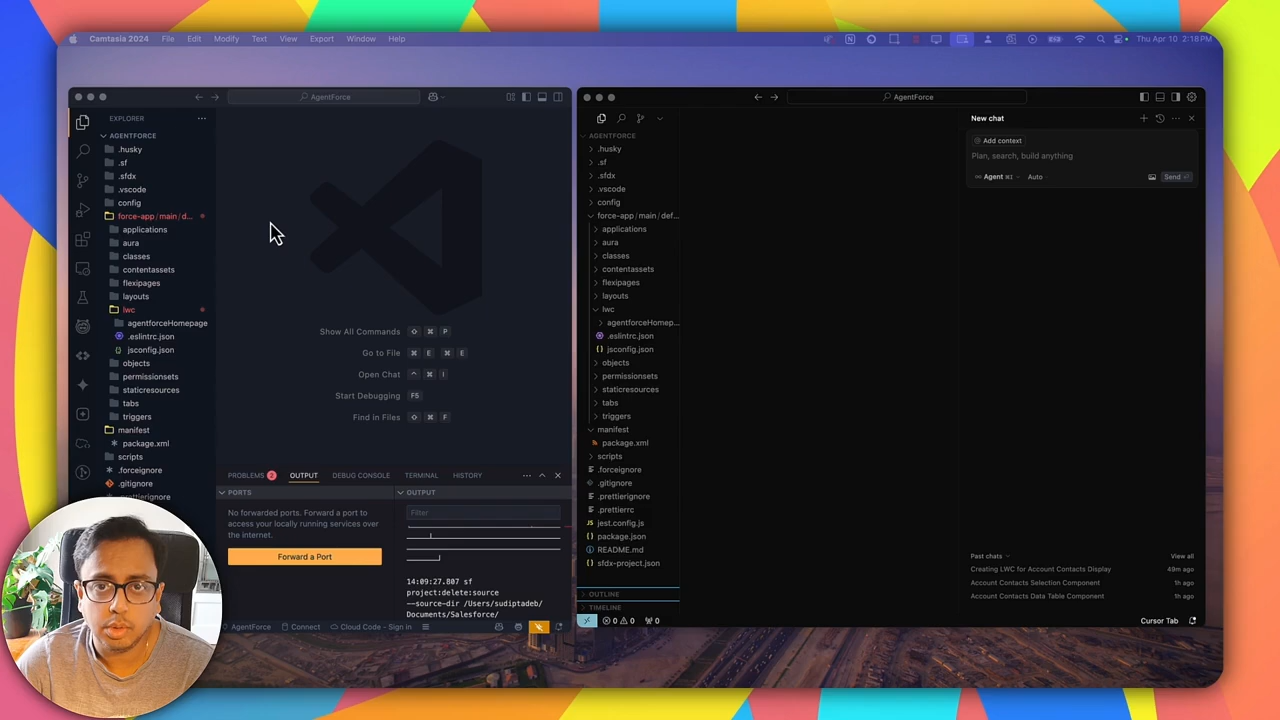 Camtasia 2024 File Edit Modify Text View Export Window Help
Thu Apr 10 2:18 PM
AgentForce
EXPLORER
AGENTFORCE
.husky
.sf
.sfdx
.vscode
config
force-app / main / d...
applications
aura
classes
contentassets
flexipages
layouts
lwc
agentforceHomepage
.eslintrc.json
jsconfig.json
objects
permissionsets
staticresources
tabs
triggers
manifest
package.xml
scripts
.forceignore
.gitignore
.prettierignore
Show All Commands ⇧ ⌘ P
Go to File ⌘ E ⌘ E
Open Chat ⌃ ⌘ I
Start Debugging F5
Find in Files ⇧ ⌘ F
PROBLEMS 2 OUTPUT DEBUG CONSOLE TERMINAL HISTORY
PORTS
No forwarded ports. Forward a port to
access your locally running services over
the internet.
Forward a Port
OUTPUT
Filter
14:09:27.807 sf
project:delete:source
--source-dir /Users/sudiptadeb/
Documents/Salesforce/
AgentForce Connect Cloud Code - Sign in
AgentForce
AGENTFORCE
.husky
.sf
.sfdx
.vscode
config
force-app / main / def...
applications
aura
classes
contentassets
flexipages
layouts
lwc
agentforceHomep...
.eslintrc.json
jsconfig.json
objects
permissionsets
staticresources
tabs
triggers
manifest
package.xml
scripts
.forceignore
.gitignore
.prettierignore
.prettierrc
jest.config.js
package.json
README.md
sfdx-project.json
OUTLINE
TIMELINE
0 0 0
New chat
@ Add context
Plan, search, build anything
∞ Agent ⌘I Auto
Send
Past chats View all
Creating LWC for Account Contacts Display 49m ago
Account Contacts Selection Component 1h ago
Account Contacts Data Table Component 1h ago
Cursor Tab